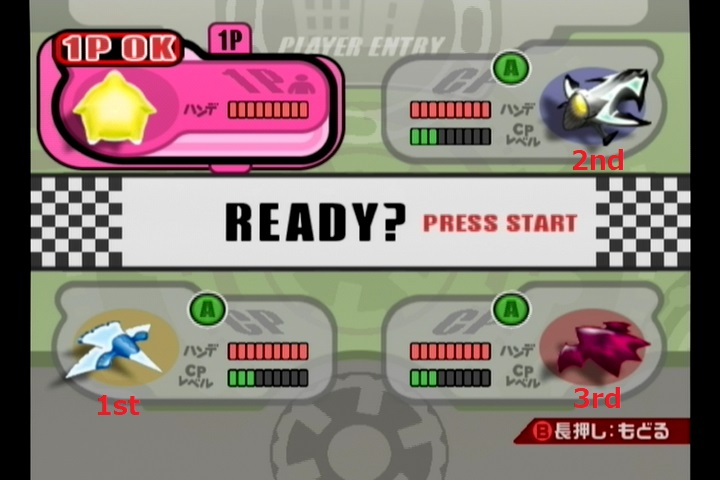 PLAYER ENTRY
1P OK
1P
1P
ハンデ
A
CP
ハンデ
CP
レベル
2nd
READY? PRESS START
A
CP
ハンデ
CP
レベル
1st
A
CP
ハンデ
CP
レベル
3rd
B長押し:もどる